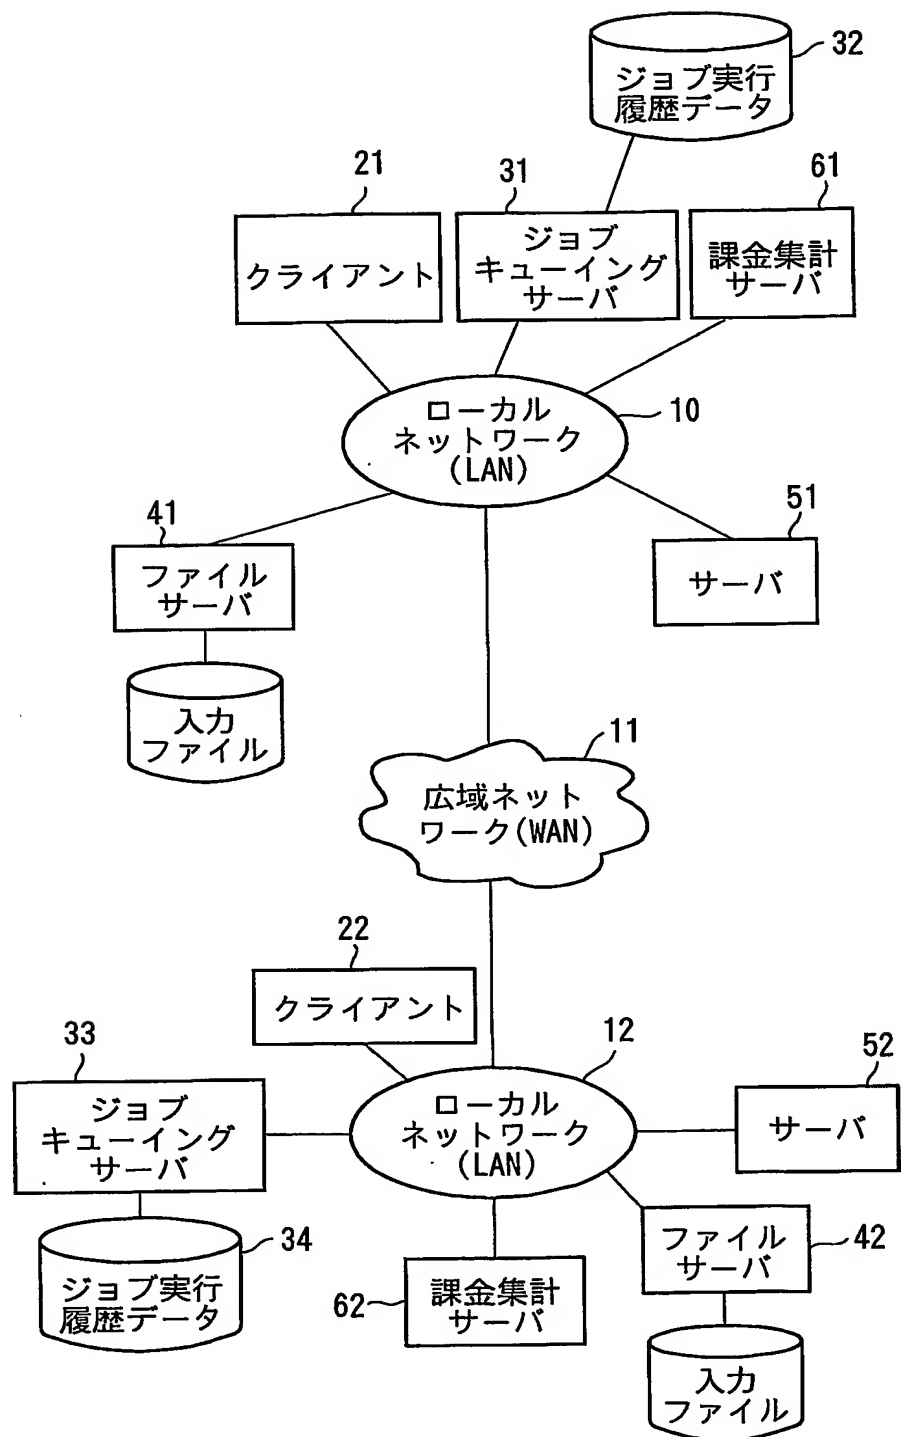 32
ジョブ実行
履歴データ
21
31
61
クライアント
ジョブ
キューイング
サーバ
課金集計
サーバ
ローカル
ネットワーク
(LAN)
10
41
ファイル
サーバ
51
サーバ
入力
ファイル
11
広域ネット
ワーク(WAN)
22
クライアント
33
ジョブ
キューイング
サーバ
12
ローカル
ネットワーク
(LAN)
52
サーバ
34
ジョブ実行
履歴データ
62
課金集計
サーバ
ファイル
サーバ
42
入力
ファイル